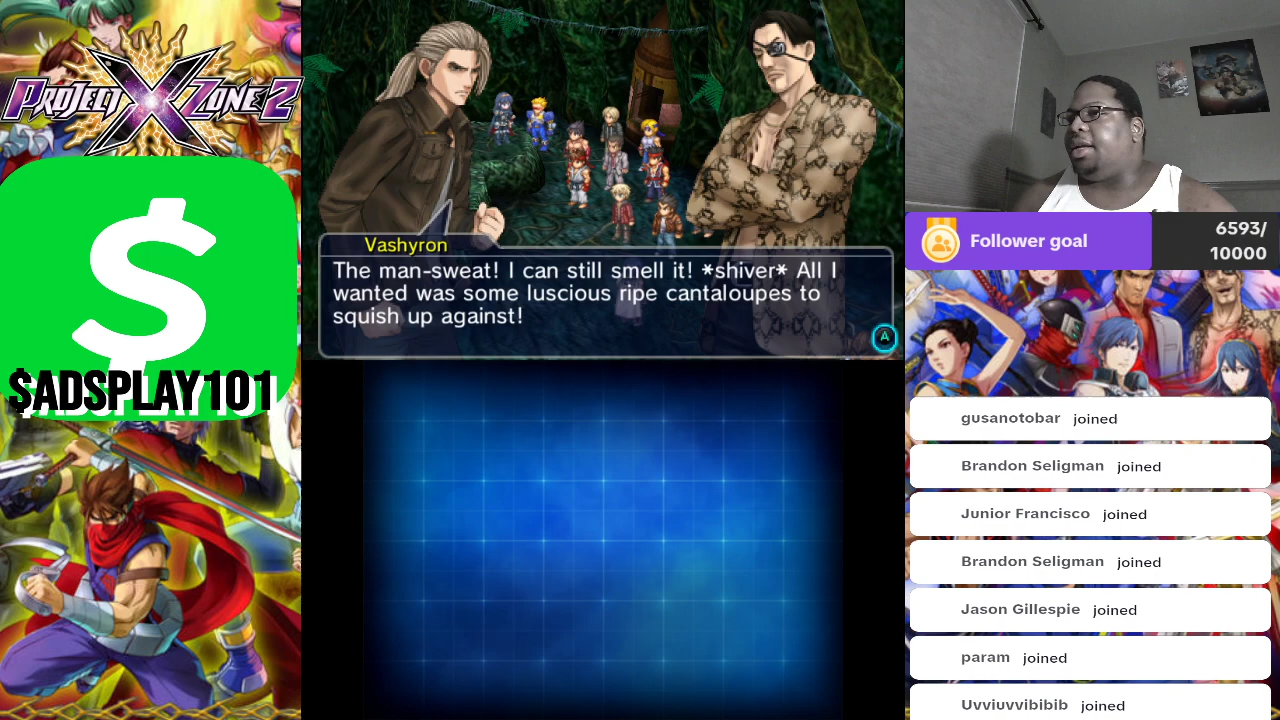 PROJECT X ZONE 2
$
$ADSPLAY101
Vashyron
The man-sweat! I can still smell it! *shiver* All I
wanted was some luscious ripe cantaloupes to
squish up against!
A
Follower goal
6593/
10000
gusanotobar joined
Brandon Seligman joined
Junior Francisco joined
Brandon Seligman joined
Jason Gillespie joined
param joined
Uvviuvvibibib joined